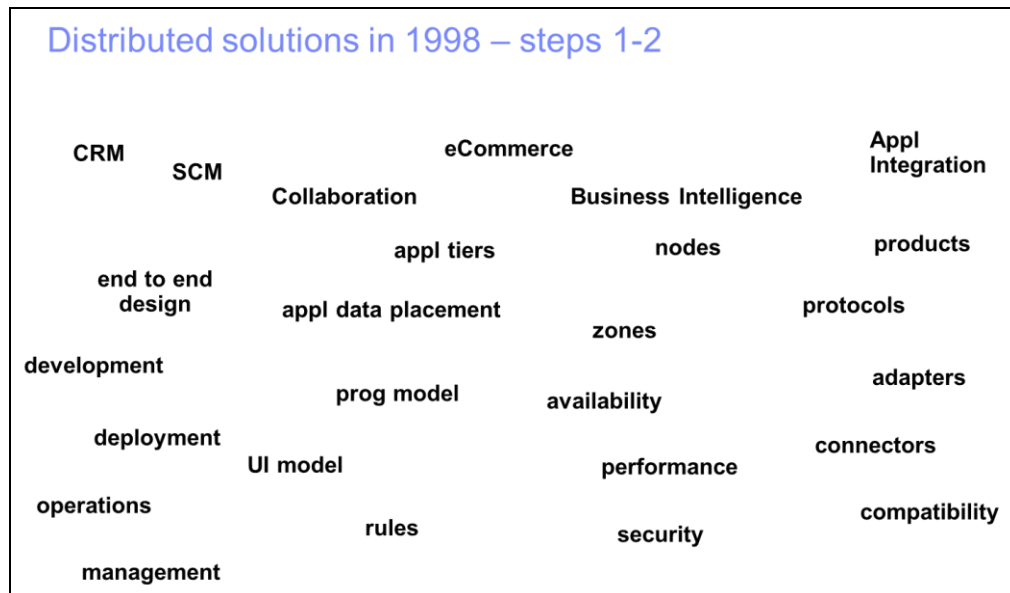 Distributed solutions in 1998 – steps 1-2
CRM
SCM
eCommerce
Appl
Integration
Collaboration
Business Intelligence
appl tiers
nodes
products
end to end
design
appl data placement
zones
protocols
development
prog model
availability
adapters
deployment
UI model
performance
connectors
operations
rules
security
compatibility
management